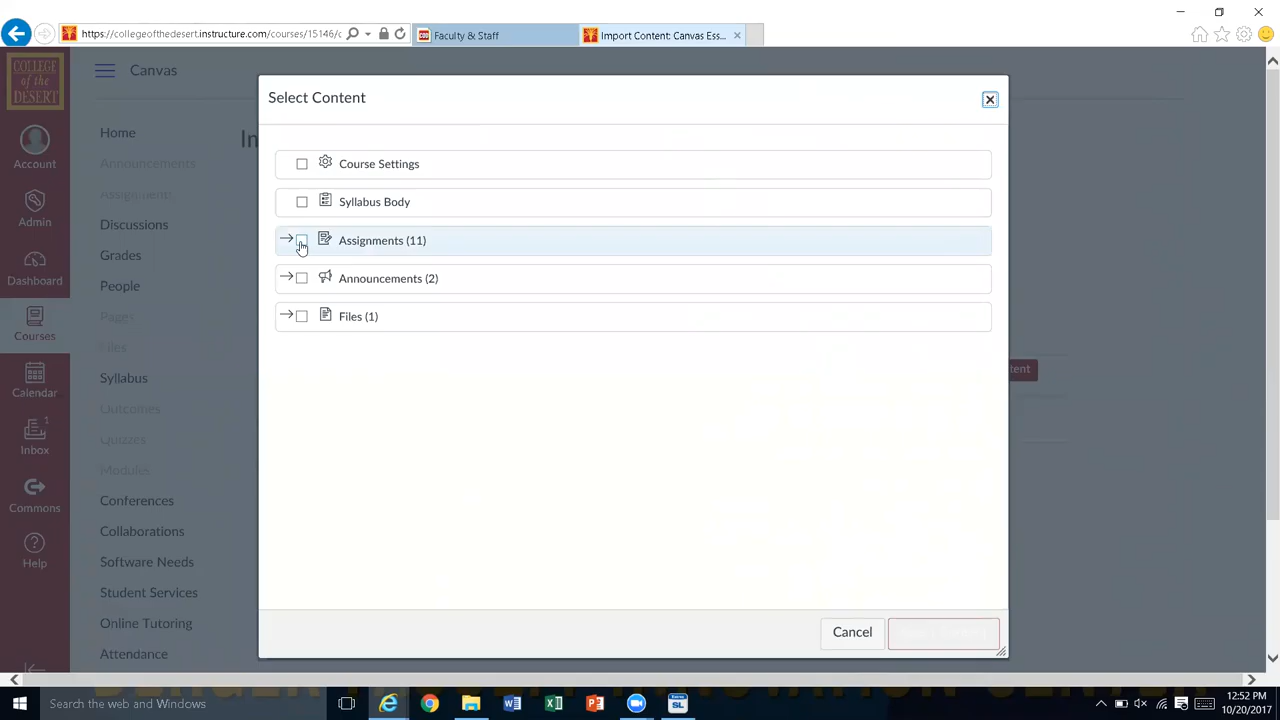 https://collegeofthedesert.instructure.com/courses/15146/c
Faculty & Staff
Import Content: Canvas Ess...
COLLEGE
of the
DESERT
Canvas
Account
Admin
Dashboard
Courses
Calendar
1
Inbox
Commons
Help
Home
Announcements
Assignments
Discussions
Grades
People
Pages
Files
Syllabus
Outcomes
Quizzes
Modules
Conferences
Collaborations
Software Needs
Student Services
Online Tutoring
Attendance
In
tent
Select Content
Course Settings
Syllabus Body
Assignments (11)
Announcements (2)
Files (1)
Cancel
Search the web and Windows
12:52 PM
10/20/2017